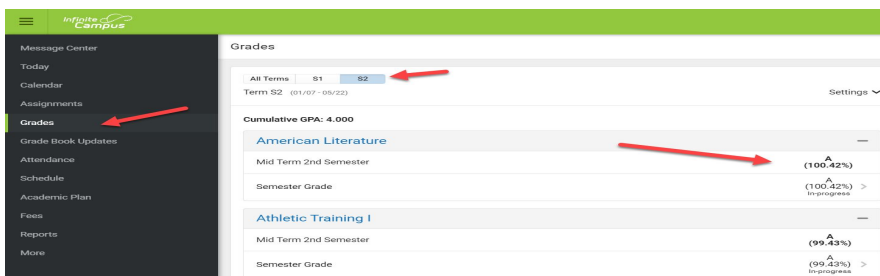 Infinite
Campus
Message Center
Today
Calendar
Assignments
Grades
Grade Book Updates
Attendance
Schedule
Academic Plan
Fees
Reports
More
Grades
All Terms S1 S2
Term S2 (01/07 - 05/22) Settings
Cumulative GPA: 4.000
American Literature
Mid Term 2nd Semester A
(100.42%)
Semester Grade A
(100.42%)
In-progress
Athletic Training I
Mid Term 2nd Semester A
(99.43%)
Semester Grade A
(99.43%)
In-progress